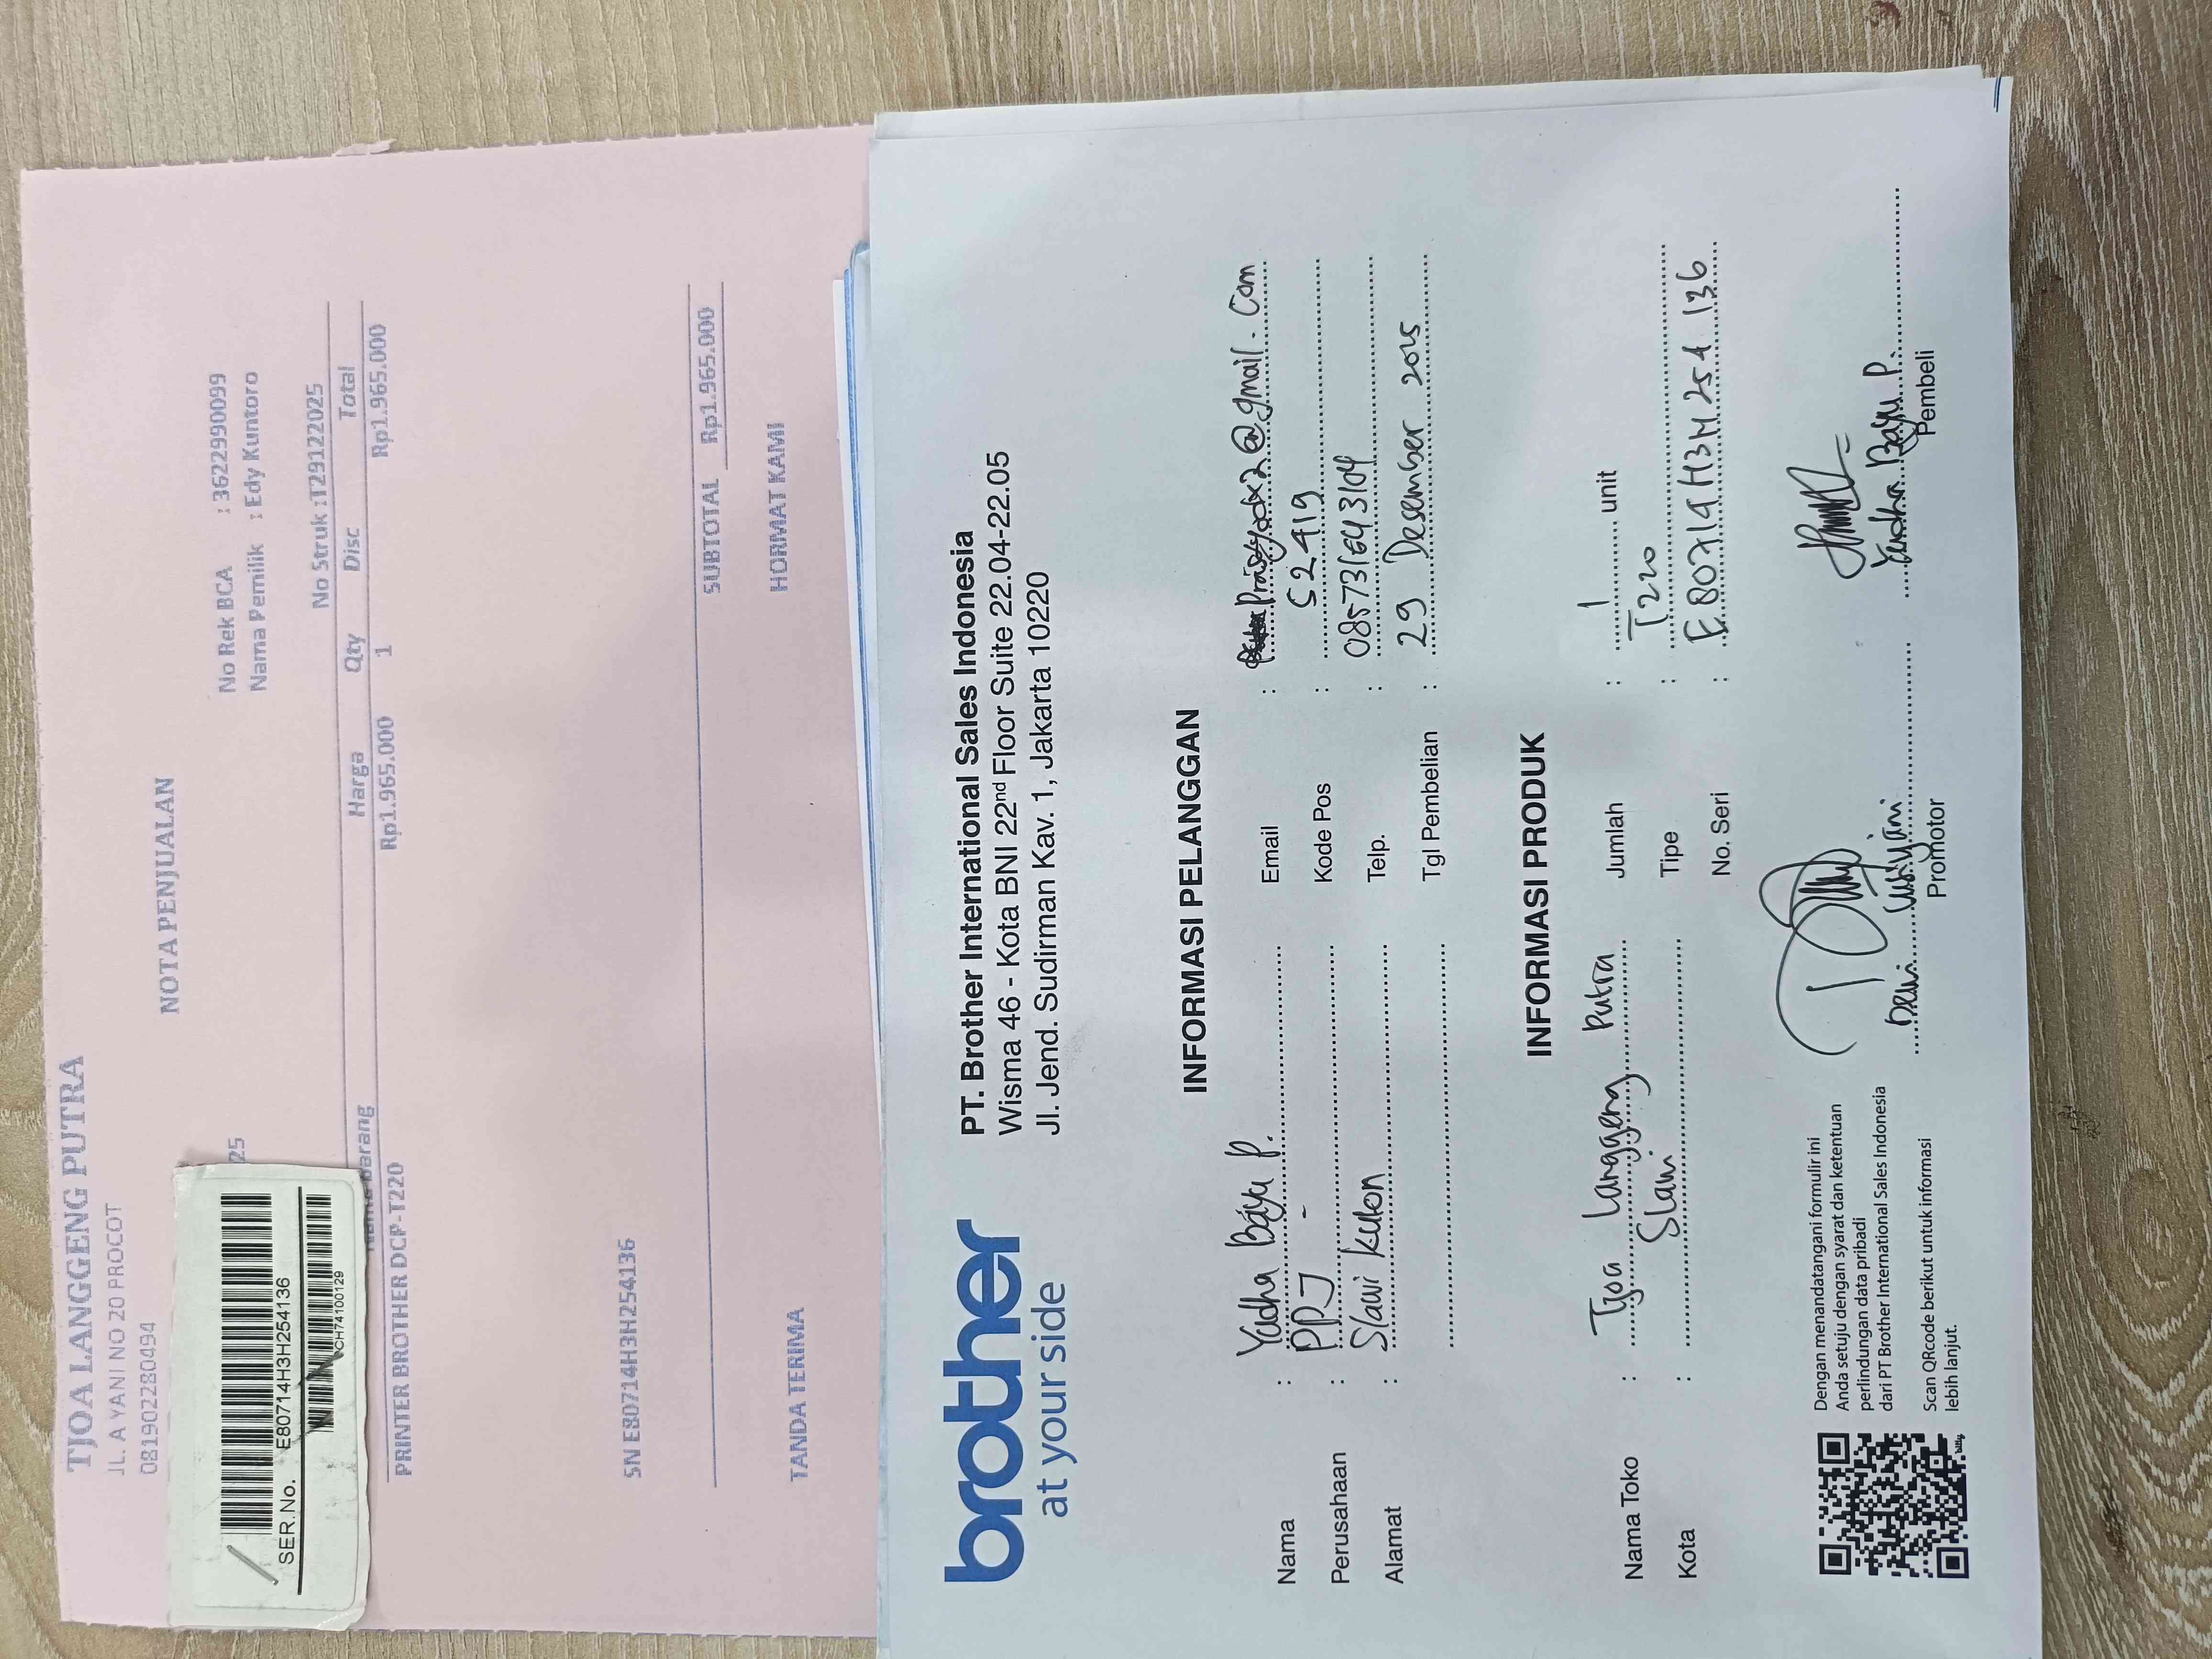 TJOA LANGGENG PUTRA
JL. A YANI NO 20 PROCOT
081902280494
NOTA PENJUALAN
25
No Rek BCA : 3622990099
Nama Pemilik : Edy Kuntoro
No Struk :T29122025
SER.No. E80714H3H254136
CH74100129
Barang Harga Qty Disc Total
PRINTER BROTHER DCP-T220 Rp1.965.000 1 Rp1.965.000
SN E80714H3H254136
SUBTOTAL Rp1.965.000
TANDA TERIMA HORMAT KAMI
brother
at your side
PT. Brother International Sales Indonesia
Wisma 46 - Kota BNI 22nd Floor Suite 22.04-22.05
Jl. Jend. Sudirman Kav. 1, Jakarta 10220
INFORMASI PELANGGAN
Nama : Yudha Bayu P.
Perusahaan : PPJ -
Alamat : Slawi Kulon
Email : @gmail.com
Kode Pos : 52419
Telp. : 085731643104
Tgl Pembelian : 29 Desember 2025
INFORMASI PRODUK
Nama Toko : Tjoa Langgeng Putra
Kota : Slawi
Jumlah : 1 unit
Tipe : T220
No. Seri : E80714H3H254136
Dengan menandatangani formulir ini
Anda setuju dengan syarat dan ketentuan
perlindungan data pribadi
dari PT Brother International Sales Indonesia
Scan QRcode berikut untuk informasi
lebih lanjut.
bitly
Dewi
Promotor
Yudha Bayu P.
Pembeli